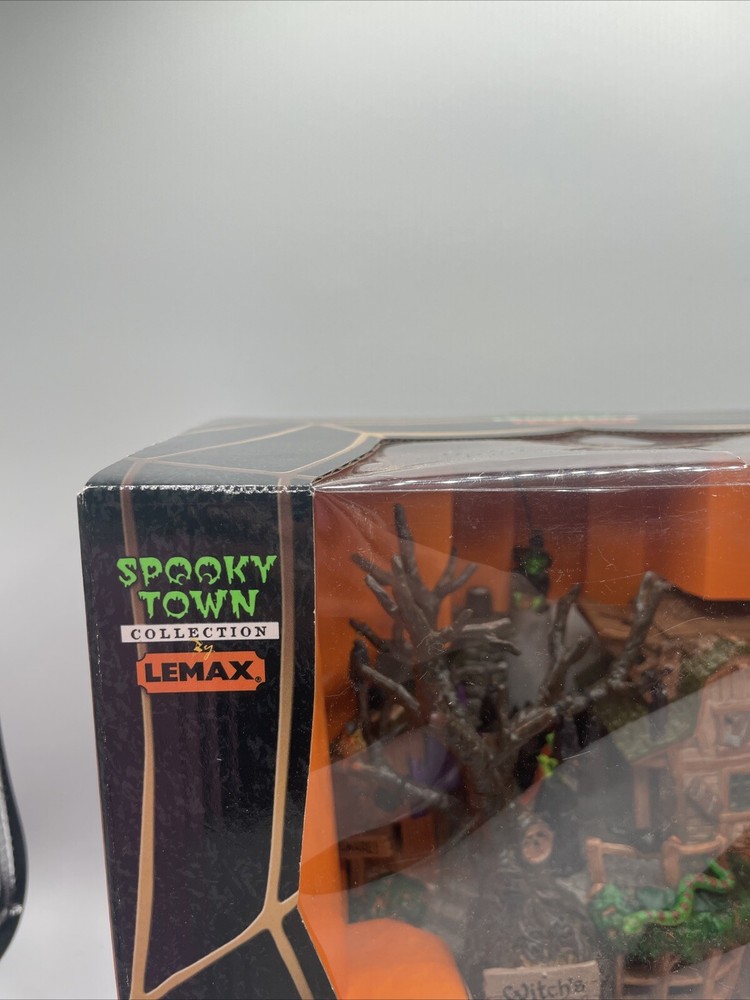 SPOOKY
TOWN
COLLECTION
By
LEMAX®
Witch's